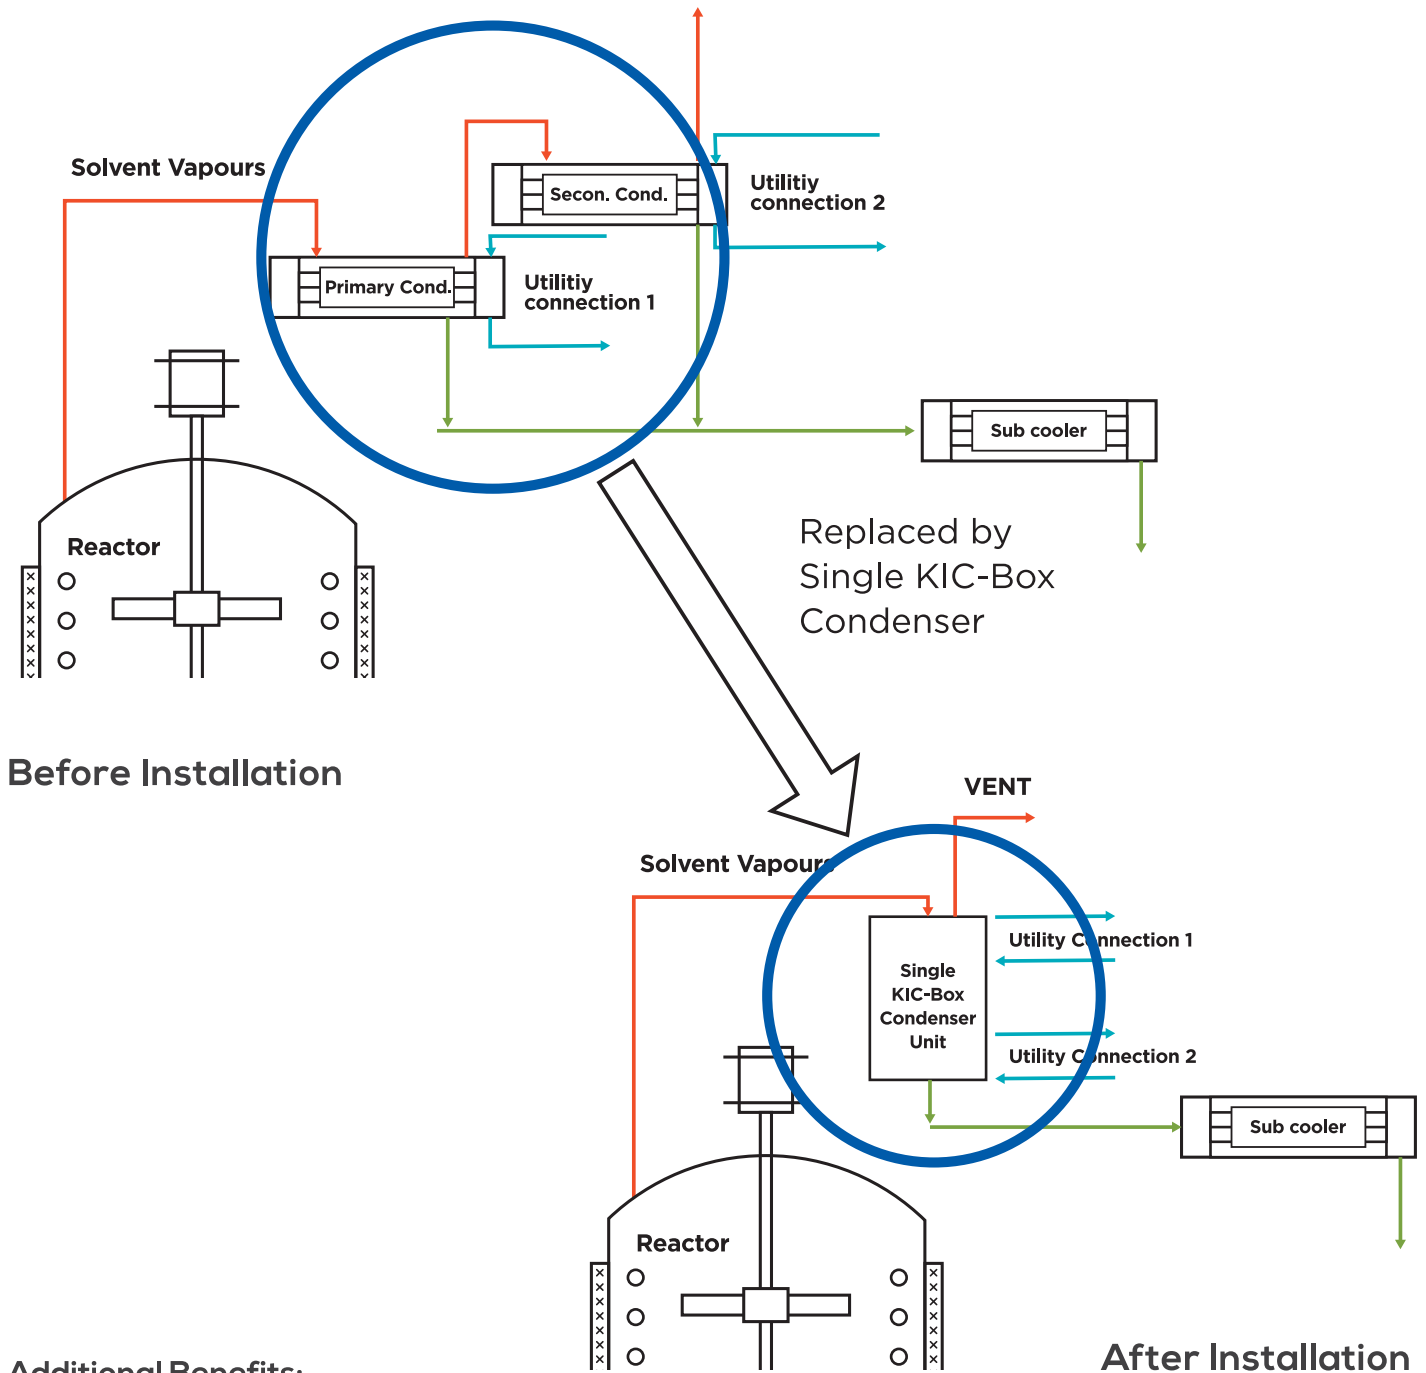 Solvent Vapours
Secon. Cond.
Utilitiy
connection 2
Primary Cond.
Utilitiy
connection 1
Sub cooler
Reactor
Replaced by
Single KIC-Box
Condenser
Before Installation
VENT
Solvent Vapours
Utility Connection 1
Single
KIC-Box
Condenser
Unit
Utility Connection 2
Sub cooler
Reactor
After Installation
Additional Benefits: